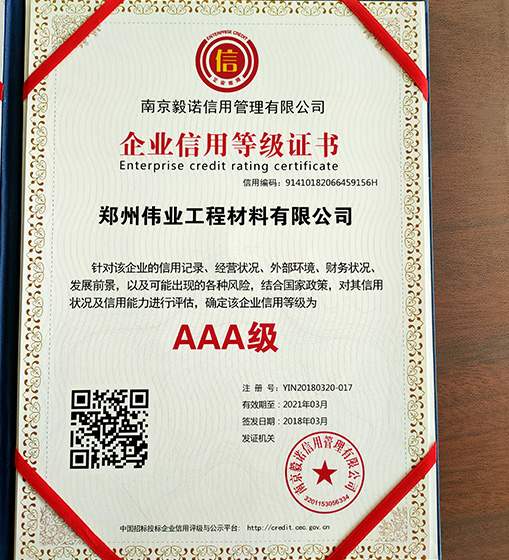 ENTERPRISE CREDIT
信
企业信用
南京毅诺信用管理有限公司
企业信用等级证书
Enterprise credit rating certificate
信用编码：91410182066459156H
郑州伟业工程材料有限公司
针对该企业的信用记录、经营状况、外部环境、财务状况、
发展前景，以及可能出现的各种风险，结合国家政策，对其信用
状况及信用能力进行评估，确定该企业信用等级为
AAA级
注 册 号：YIN20180320-017
有效期至：2021年03月
签发日期：2018年03月
发证机关
南京毅诺信用管理有限公司
3201153056334
中国招标投标企业信用评级与公示平台：http://credit.cec.gov.cn